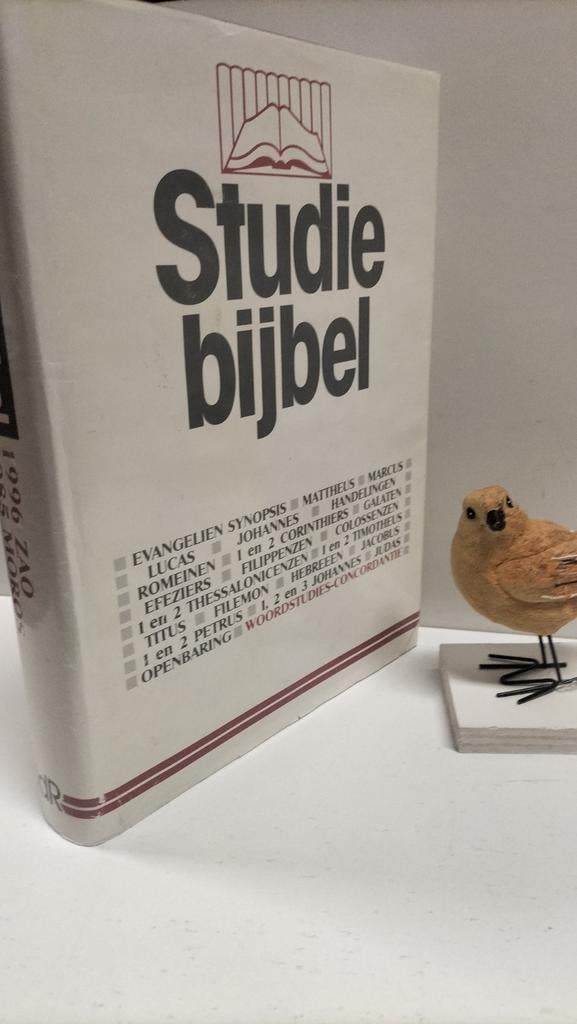 Studie
bijbel
EVANGELIEN SYNOPSIS MATTHEUS MARCUS
LUCAS JOHANNES HANDELINGEN
ROMEINEN 1 en 2 CORINTHIERS GALATEN
EFEZIERS FILIPPENZEN COLOSSENZEN
1 en 2 THESSALONICENZEN 1 en 2 TIMOTHEUS
TITUS FILEMON HEBREEEN JACOBUS
1 en 2 PETRUS 1, 2 en 3 JOHANNES JUDAS
OPENBARING WOORDSTUDIES-CONCORDANTIE
1996 ZAO